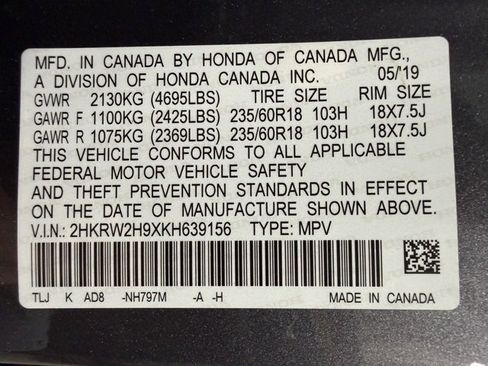 MFD. IN CANADA BY HONDA OF CANADA MFG.,
A DIVISION OF HONDA CANADA INC. 05/'19
GVWR 2130KG (4695LBS) TIRE SIZE RIM SIZE
GAWR F 1100KG (2425LBS) 235/60R18 103H 18X7.5J
GAWR R 1075KG (2369LBS) 235/60R18 103H 18X7.5J
THIS VEHICLE CONFORMS TO ALL APPLICABLE
FEDERAL MOTOR VEHICLE SAFETY
AND THEFT PREVENTION STANDARDS IN EFFECT
ON THE DATE OF MANUFACTURE SHOWN ABOVE.
V.I.N: 2HKRW2H9XKH639156 TYPE: MPV
TLJ K AD8 -NH797M -A -H MADE IN CANADA